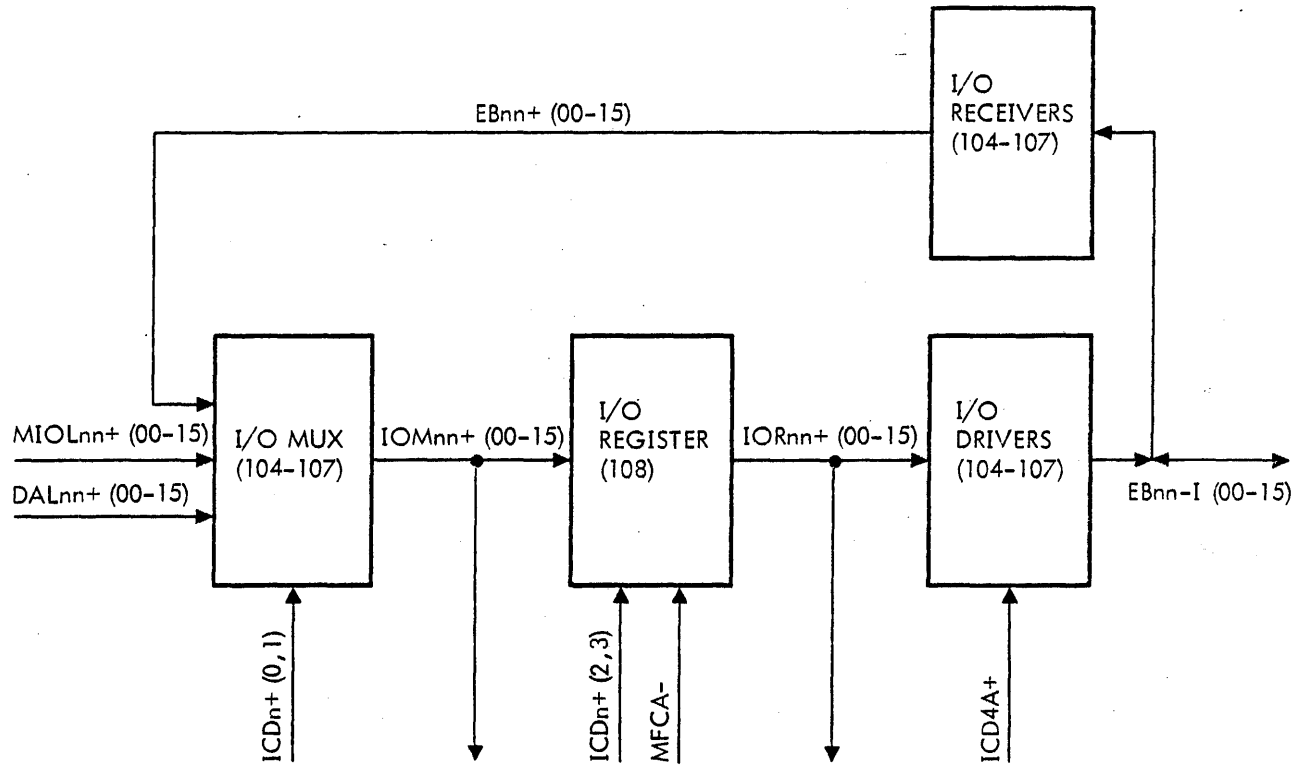 I/O
RECEIVERS
(104-107)
EBnn+ (00-15)
MIOLnn+ (00-15)
DALnn+ (00-15)
I/O MUX
(104-107)
IOMnn+ (00-15)
I/O
REGISTER
(108)
IORnn+ (00-15)
I/O
DRIVERS
(104-107)
EBnn-I (00-15)
ICDn+ (0,1)
ICDn+ (2,3)
MFCA-
ICD4A+